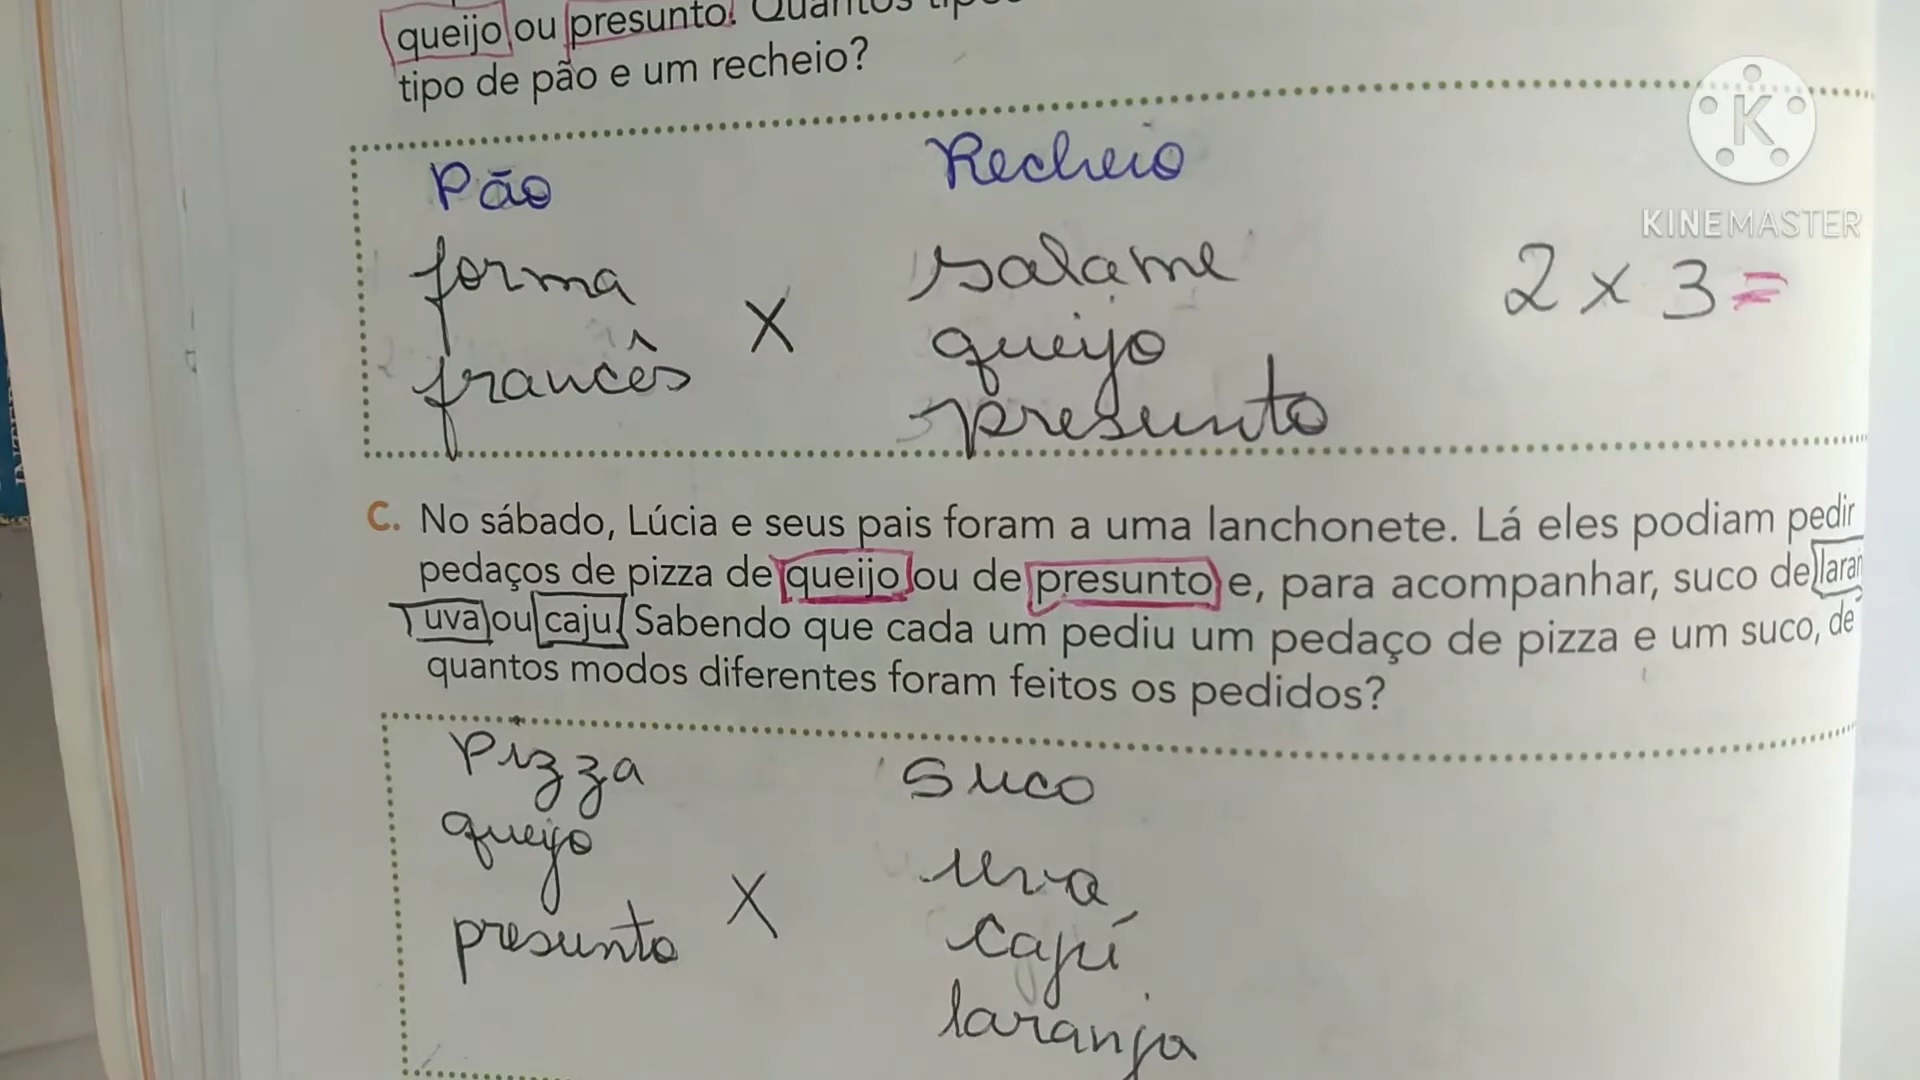 queijo ou presunto. Quantos
tipo de pão e um recheio?
Pão
Recheio
KINEMASTER
forma
salame
2 x 3 =
X
queijo
francês
presunto
C. No sábado, Lúcia e seus pais foram a uma lanchonete. Lá eles podiam pedir
pedaços de pizza de queijo ou de presunto e, para acompanhar, suco de
uva ou caju. Sabendo que cada um pediu um pedaço de pizza e um suco, de
quantos modos diferentes foram feitos os pedidos?
Pizza
suco
queijo
uva
X
presunto
cajú
laranja